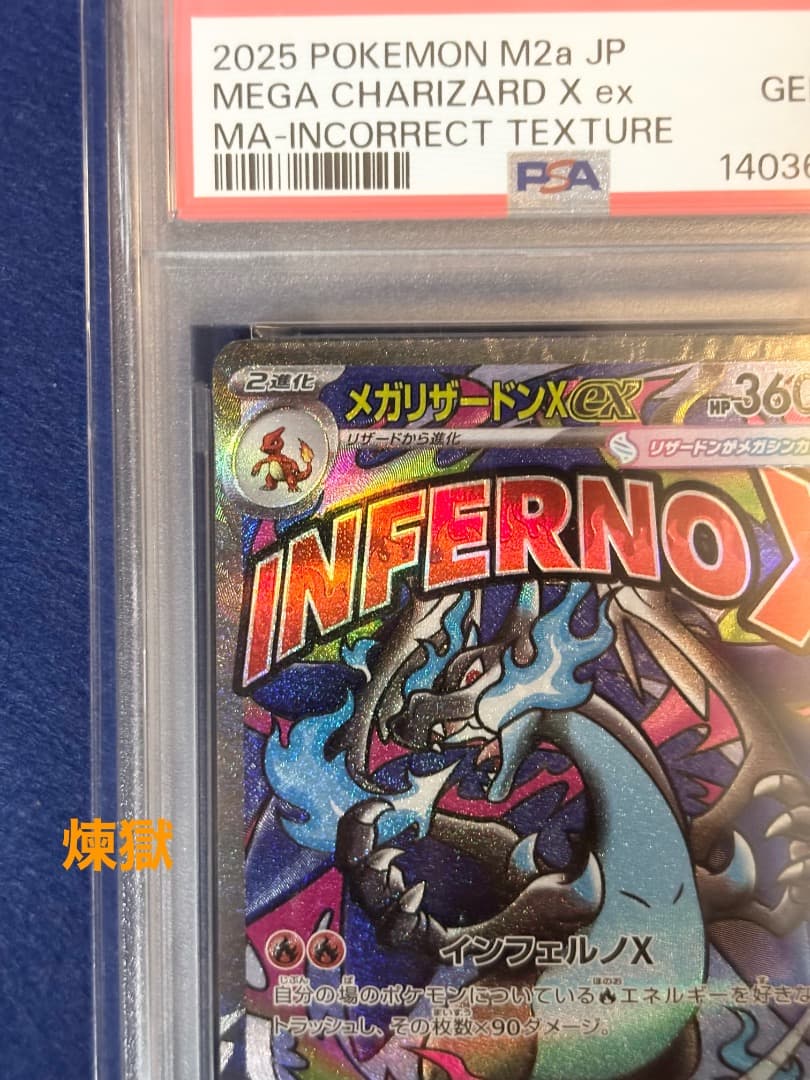 2025 POKEMON M2a JP
MEGA CHARIZARD X ex
GE
MA-INCORRECT TEXTURE
PSA
14036
2進化
メガリザードンXex
HP360
リザードから進化
リザードンがメガシンカ
INFERNO X
煉獄
インフェルノX
自分の場のポケモンについているエネルギーを好きな
トラッシュし、その枚数×90ダメージ。